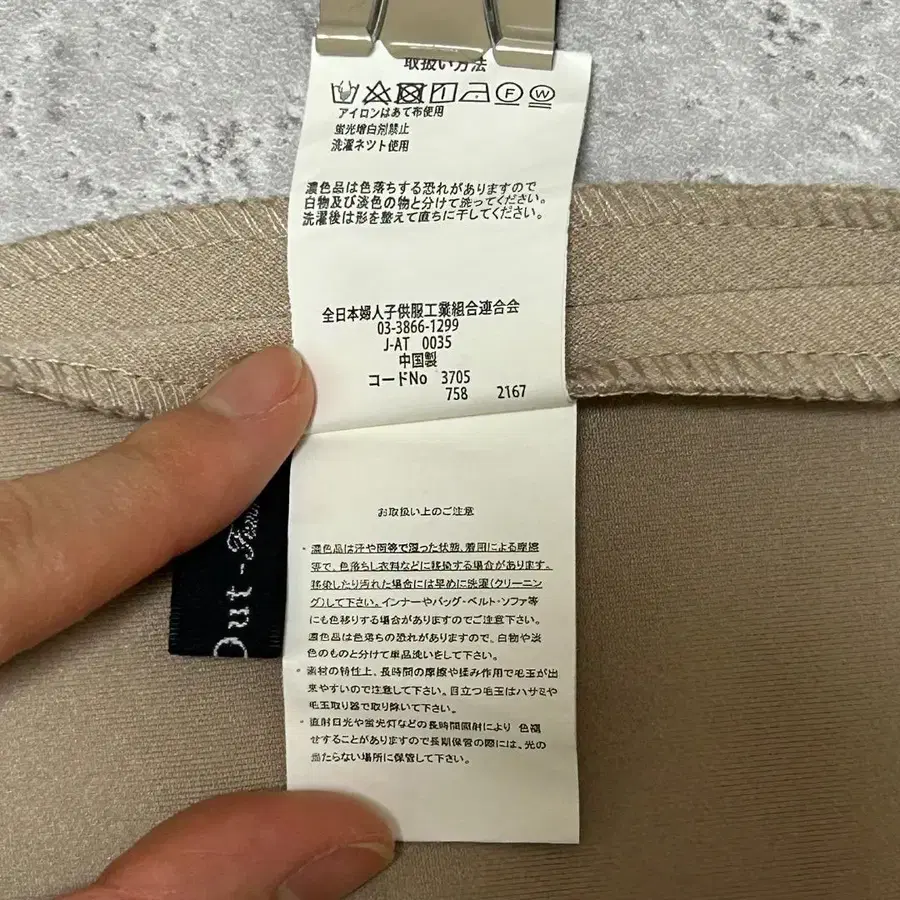 取扱い方法
アイロンはあて布使用
蛍光増白剤禁止
洗濯ネット使用
濃色品は色落ちする恐れがありますので
白物及び淡色の物と分けて洗ってください。
洗濯後は形を整えて直ちに干してください。
全日本婦人子供服工業組合連合会
03-3866-1299
J-AT 0035
中国製
コードNo 3705
758 2167
お取扱い上のご注意
・濃色品は汗や雨等で湿った状態、着用による摩擦
等で、色落ちし衣料などに移染する場合があります。
移染したり汚れた場合には早めに洗濯(クリーニン
グ)して下さい。インナーやバッグ・ベルト・ソファ等
にも色移りする場合がありますのでご注意下さい。
濃色品は色落ちの恐れがありますので、白物や淡
色のものと分けて単品洗いをして下さい。
・素材の特性上、長時間の摩擦や揉み作用で毛玉が出
来やすいので注意して下さい。目立つ毛玉はハサミや
毛玉取り器で取り除いて下さい。
・直射日光や蛍光灯などの長時間照射により 色褪
せすることがありますので長期保管の際には、光の
当たらない場所に保管して下さい。
Out-